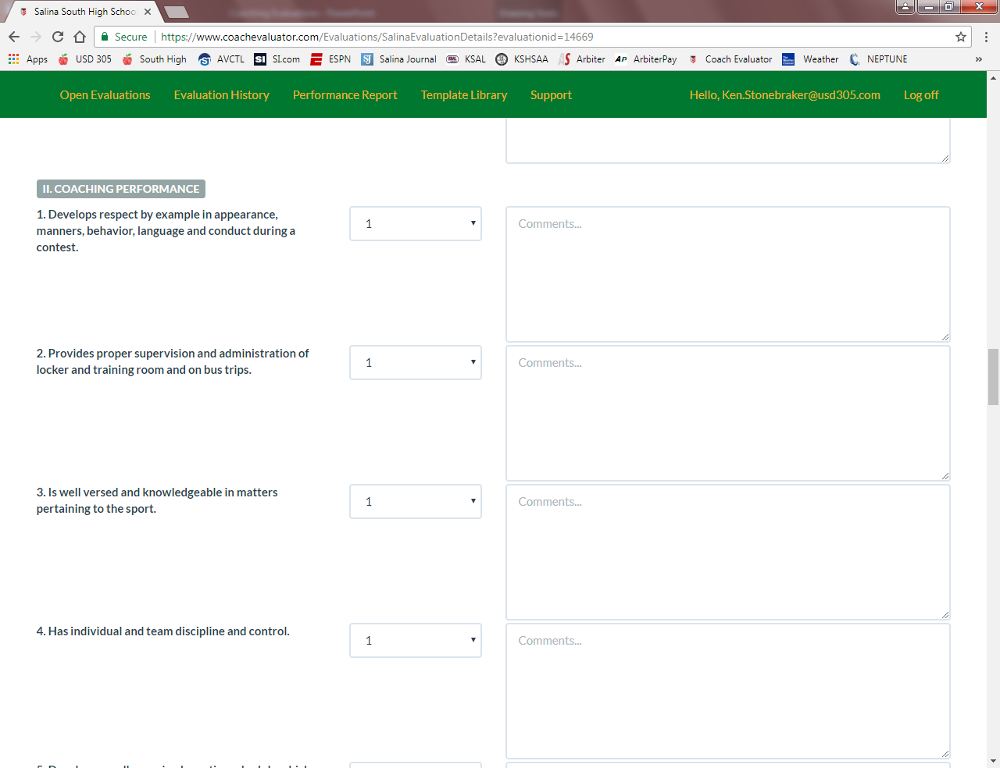 Salina South High Schoo
Secure https://www.coachevaluator.com/Evaluations/SalinaEvaluationDetails?evaluationid=14669
Apps USD 305 South High AVCTL SI SI.com E ESPN SJ Salina Journal KSAL KSHSAA AS Arbiter AP ArbiterPay Coach Evaluator Weather NEPTUNE »
Open Evaluations Evaluation History Performance Report Template Library Support Hello, Ken.Stonebraker@usd305.com Log off
II. COACHING PERFORMANCE
1. Develops respect by example in appearance,
manners, behavior, language and conduct during a
contest.
1
Comments...
2. Provides proper supervision and administration of
locker and training room and on bus trips.
1
Comments...
3. Is well versed and knowledgeable in matters
pertaining to the sport.
1
Comments...
4. Has individual and team discipline and control.
1
Comments...